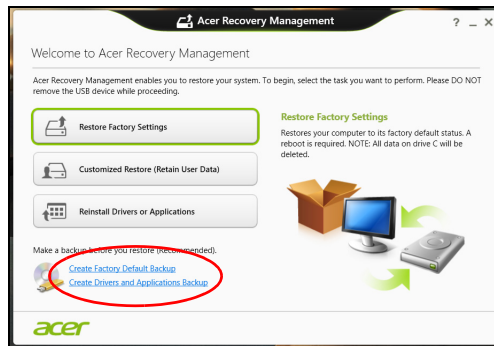 Acer Recovery Management
? _ X
Welcome to Acer Recovery Management
Acer Recovery Management enables you to restore your system. To begin, select the task you want to perform. Please DO NOT
remove the USB device while proceeding.
Restore Factory Settings
Customized Restore (Retain User Data)
Reinstall Drivers or Applications
Restore Factory Settings
Restores your computer to its factory default status. A
reboot is required. NOTE: All data on drive C will be
deleted.
Make a backup before you restore (Recommended).
Create Factory Default Backup
Create Drivers and Applications Backup
acer